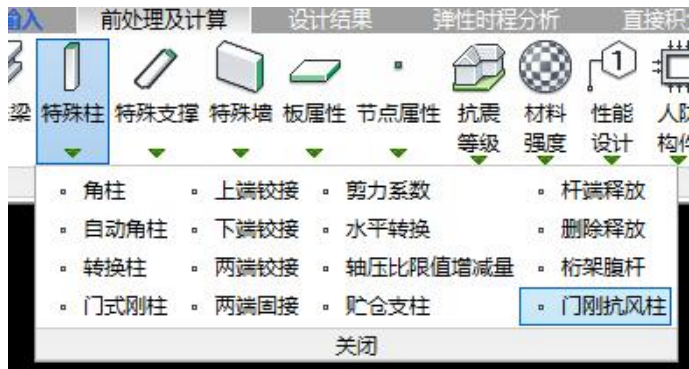 前处理及计算 设计结果 弹性时程分析 直接积
梁 特殊柱 特殊支撑 特殊墙 板属性 节点属性 抗震等级 材料强度 性能设计
角柱 上端铰接 剪力系数 杆端释放
自动角柱 下端铰接 水平转换 删除释放
转换柱 两端铰接 轴压比限值增减量 桁架腹杆
门式刚柱 两端固接 贮仓支柱 门刚抗风柱
关闭